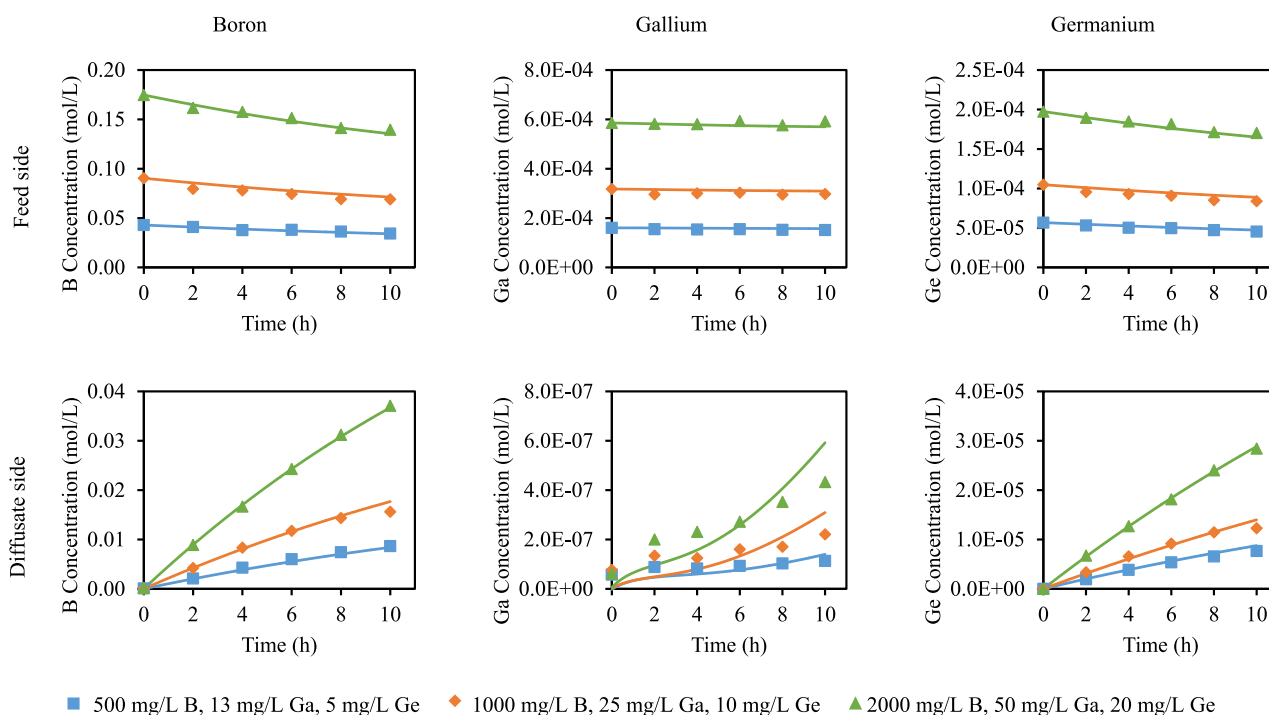 Boron
Gallium
Germanium
Feed side
B Concentration (mol/L)
0.20
0.15
0.10
0.05
0.00
0 2 4 6 8 10
Time (h)
Ga Concentration (mol/L)
8.0E-04
6.0E-04
4.0E-04
2.0E-04
0.0E+00
0 2 4 6 8 10
Time (h)
Ge Concentration (mol/L)
2.5E-04
2.0E-04
1.5E-04
1.0E-04
5.0E-05
0.0E+00
0 2 4 6 8 10
Time (h)
Diffusate side
B Concentration (mol/L)
0.04
0.03
0.02
0.01
0.00
0 2 4 6 8 10
Time (h)
Ga Concentration (mol/L)
8.0E-07
6.0E-07
4.0E-07
2.0E-07
0.0E+00
0 2 4 6 8 10
Time (h)
Ge Concentration (mol/L)
4.0E-05
3.0E-05
2.0E-05
1.0E-05
0.0E+00
0 2 4 6 8 10
Time (h)
500 mg/L B, 13 mg/L Ga, 5 mg/L Ge
1000 mg/L B, 25 mg/L Ga, 10 mg/L Ge
2000 mg/L B, 50 mg/L Ga, 20 mg/L Ge